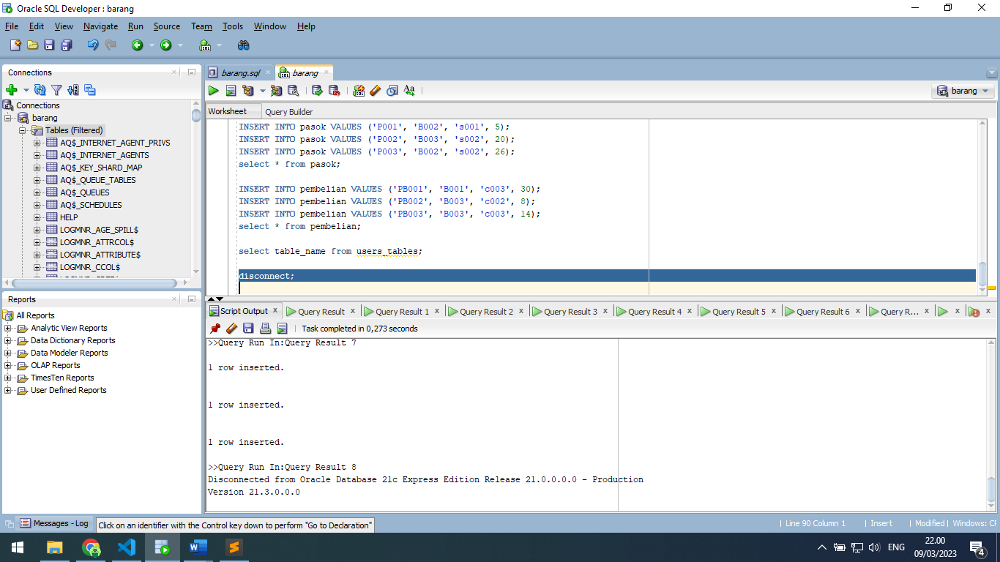 Oracle SQL Developer : barang
File Edit View Navigate Run Source Team Tools Window Help
Connections
Connections
barang
Tables (Filtered)
AQ$_INTERNET_AGENT_PRIVS
AQ$_INTERNET_AGENTS
AQ$_KEY_SHARD_MAP
AQ$_QUEUE_TABLES
AQ$_QUEUES
AQ$_SCHEDULES
HELP
LOGMNR_AGE_SPILL$
LOGMNR_ATTRCOL$
LOGMNR_ATTRIBUTE$
LOGMNR_CCOL$
Reports
All Reports
Analytic View Reports
Data Dictionary Reports
Data Modeler Reports
OLAP Reports
TimesTen Reports
User Defined Reports
barang.sql barang
barang
Worksheet Query Builder
INSERT INTO pasok VALUES ('P001', 'B002', 's001', 5);
INSERT INTO pasok VALUES ('P002', 'B003', 's002', 20);
INSERT INTO pasok VALUES ('P003', 'B002', 's002', 26);
select * from pasok;
INSERT INTO pembelian VALUES ('PB001', 'B001', 'c003', 30);
INSERT INTO pembelian VALUES ('PB002', 'B003', 'c002', 8);
INSERT INTO pembelian VALUES ('PB003', 'B003', 'c003', 14);
select * from pembelian;
select table_name from users_tables;
disconnect;
Script Output Query Result Query Result 1 Query Result 2 Query Result 3 Query Result 4 Query Result 5 Query Result 6 Query R...
Task completed in 0,273 seconds
>>Query Run In:Query Result 7
1 row inserted.
1 row inserted.
1 row inserted.
>>Query Run In:Query Result 8
Disconnected from Oracle Database 21c Express Edition Release 21.0.0.0.0 - Production
Version 21.3.0.0.0
Messages - Log
Click on an identifier with the Control key down to perform "Go to Declaration"
Line 90 Column 1 Insert Modified Windows: CF
ENG
22.00
09/03/2023
4